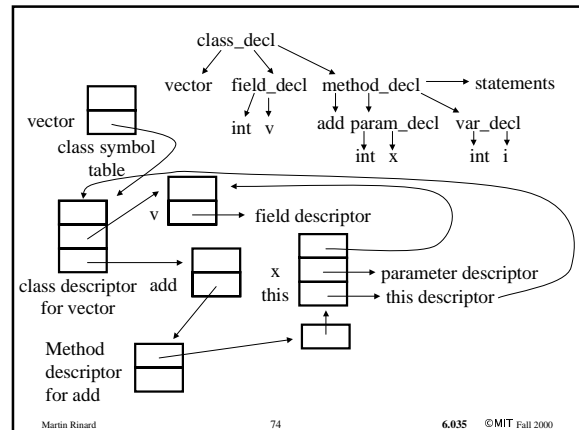 class_decl
vector field_decl method_decl statements
int v add param_decl var_decl
int x int i
vector
class symbol
table
v
field descriptor
class descriptor
for vector
add
x
this
parameter descriptor
this descriptor
Method
descriptor
for add
Martin Rinard 74 6.035 ©MIT Fall 2000